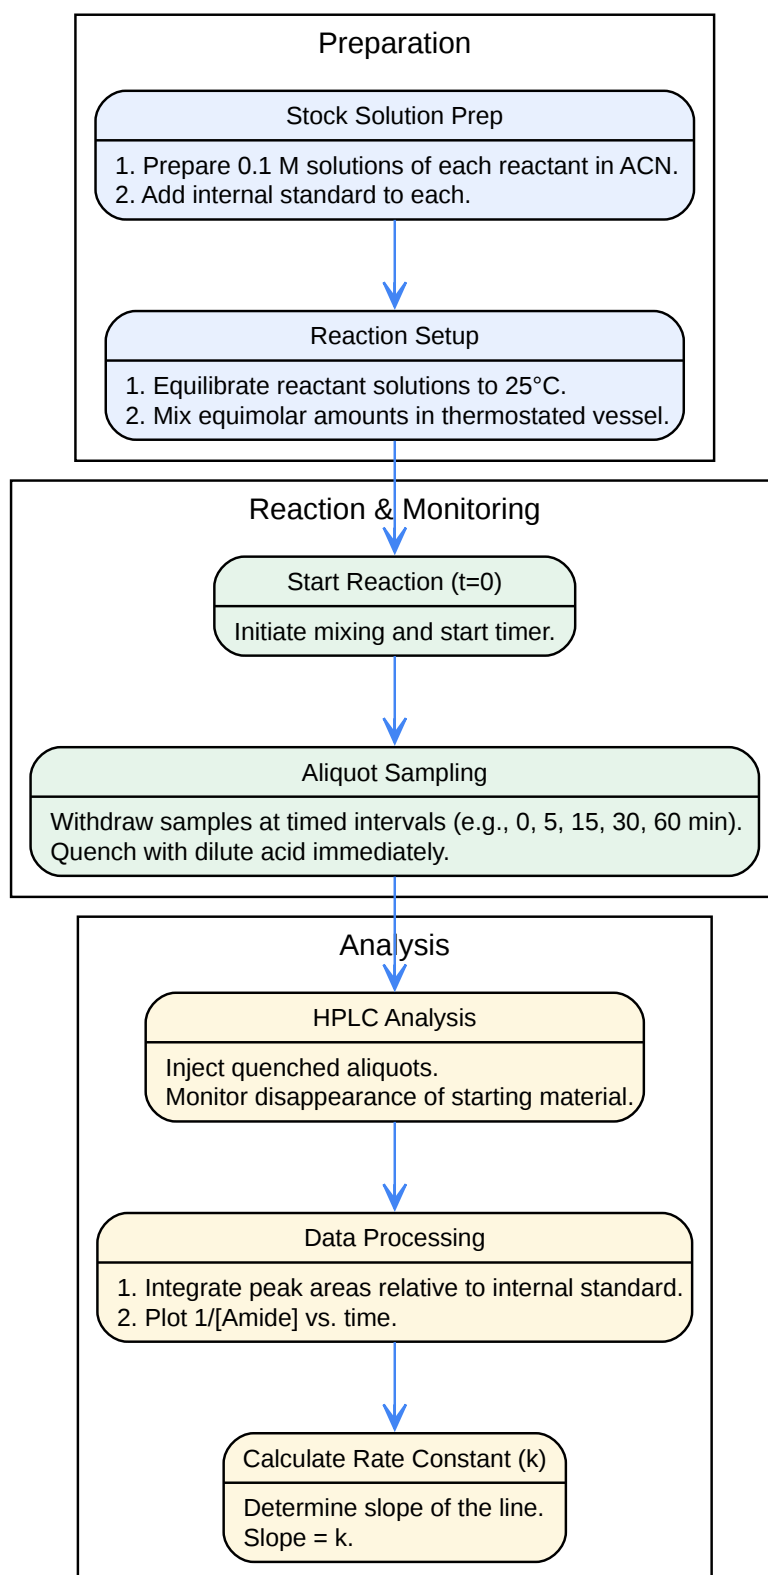 Preparation
Stock Solution Prep
1. Prepare 0.1 M solutions of each reactant in ACN.
2. Add internal standard to each.
Reaction Setup
1. Equilibrate reactant solutions to 25°C.
2. Mix equimolar amounts in thermostated vessel.
Reaction & Monitoring
Start Reaction (t=0)
Initiate mixing and start timer.
Aliquot Sampling
Withdraw samples at timed intervals (e.g., 0, 5, 15, 30, 60 min).
Quench with dilute acid immediately.
Analysis
HPLC Analysis
Inject quenched aliquots.
Monitor disappearance of starting material.
Data Processing
1. Integrate peak areas relative to internal standard.
2. Plot 1/[Amide] vs. time.
Calculate Rate Constant (k)
Determine slope of the line.
Slope = k.